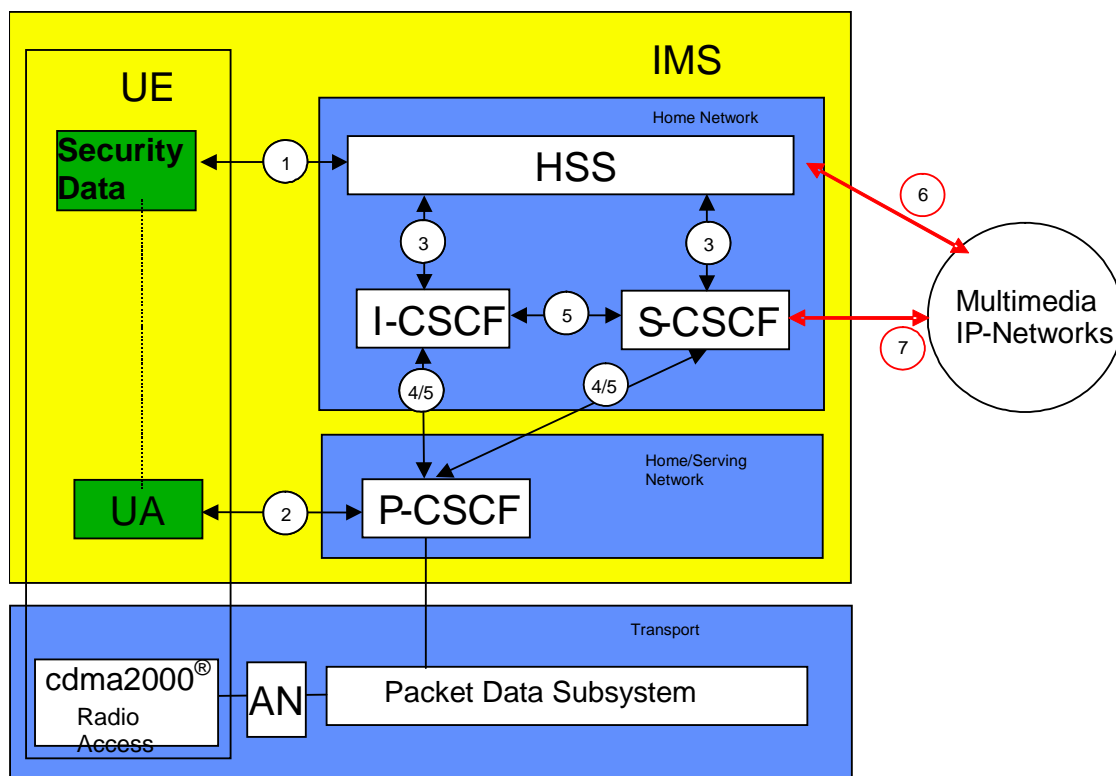 IMS
UE
Home Network
Security
Data
1
HSS
6
3
3
Multimedia
IP-Networks
I-CSCF
5
S-CSCF
7
4/5
4/5
Home/Serving
Network
UA
2
P-CSCF
Transport
cdma2000®
Radio
Access
AN
Packet Data Subsystem